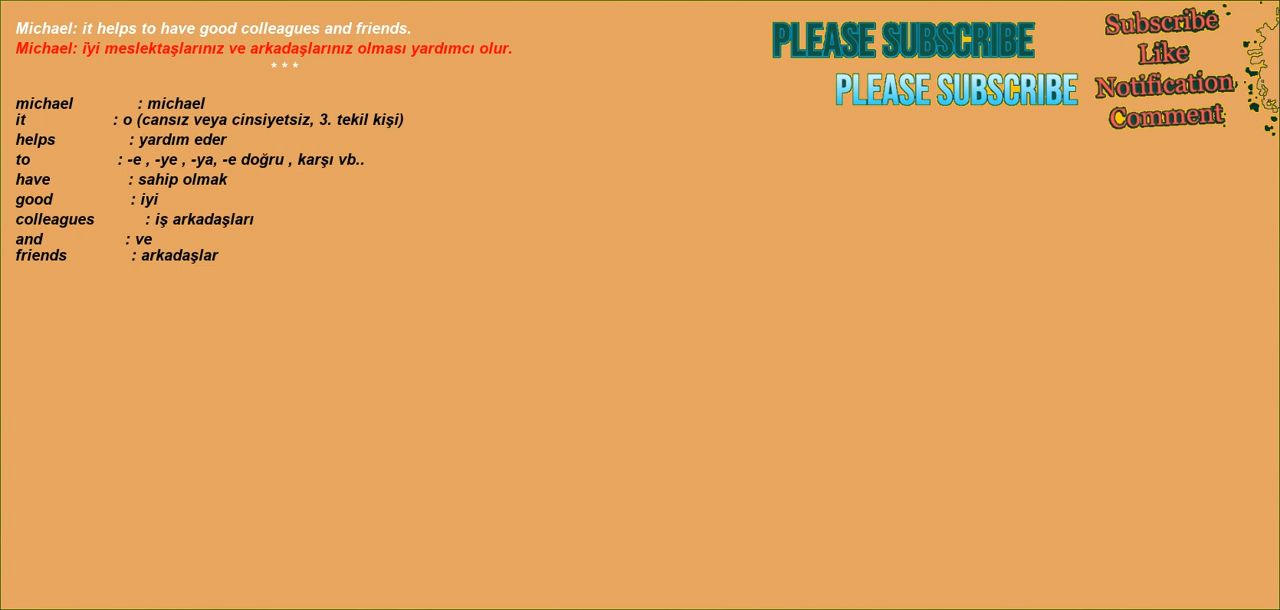 Michael: it helps to have good colleagues and friends.
Michael: i̇yi meslektaşlarınız ve arkadaşlarınız olması yardımcı olur.
* * *
michael : michael
it : o (cansız veya cinsiyetsiz, 3. tekil kişi)
helps : yardım eder
to : -e , -ye , -ya, -e doğru , karşı vb..
have : sahip olmak
good : iyi
colleagues : iş arkadaşları
and : ve
friends : arkadaşlar
PLEASE SUBSCRIBE
PLEASE SUBSCRIBE
Subscribe
Like
Notification
Comment